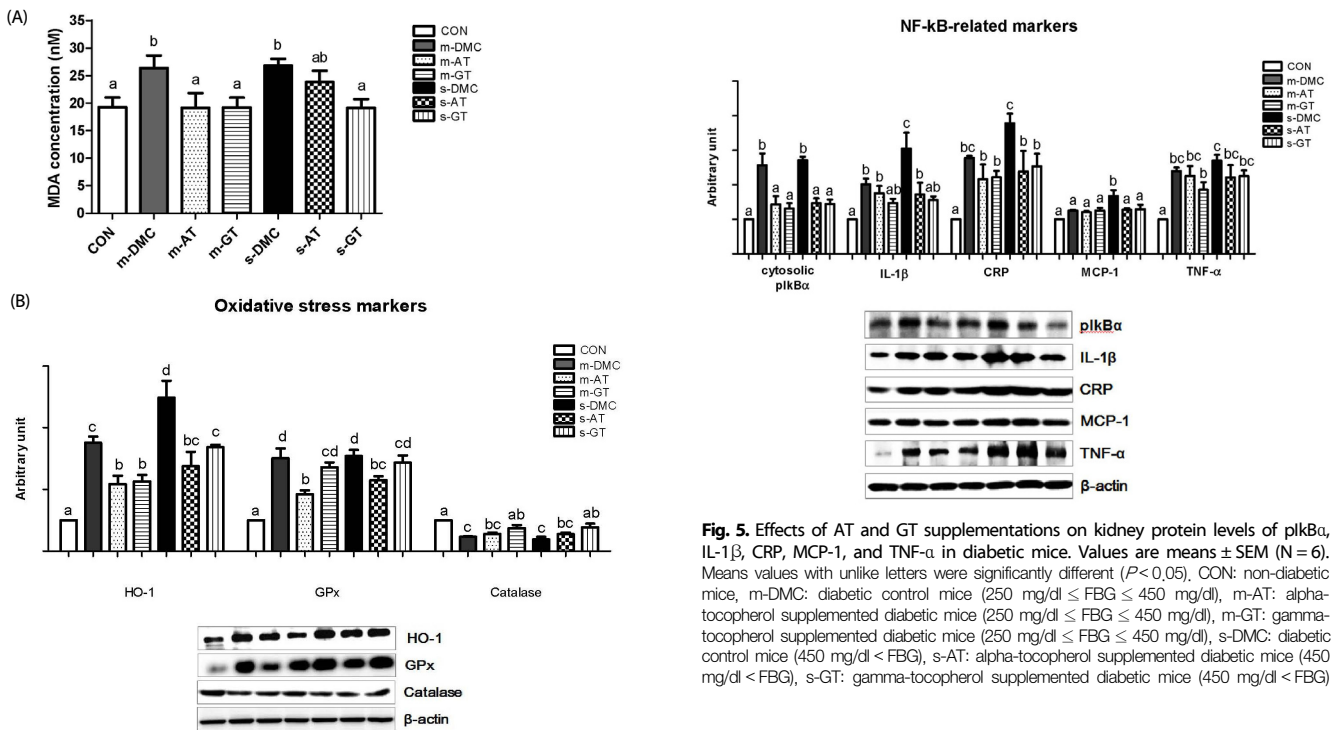 (A)
MDA concentration (nM)
35
30
25
20
15
10
5
0
a
b
a
a
b
ab
a
CON
m-DMC
m-AT
m-GT
s-DMC
s-AT
s-GT
CON
m-DMC
m-AT
m-GT
s-DMC
s-AT
s-GT
(B)
Oxidative stress markers
Arbitrary unit
a
c
b
b
d
bc
c
a
d
b
cd
d
bc
cd
a
c
bc
ab
c
bc
ab
HO-1
GPx
Catalase
CON
m-DMC
m-AT
m-GT
s-DMC
s-AT
s-GT
HO-1
GPx
Catalase
β-actin
NF-kB-related markers
Arbitrary unit
a
b
a
a
b
a
a
a
b
b
ab
c
b
ab
a
bc
b
b
c
b
b
a
a
a
a
b
a
a
a
bc
bc
b
c
bc
bc
cytosolic
pIkBα
IL-1β
CRP
MCP-1
TNF-α
CON
m-DMC
m-AT
m-GT
s-DMC
s-AT
s-GT
pIkBα
IL-1β
CRP
MCP-1
TNF-α
β-actin
Fig. 5. Effects of AT and GT supplementations on kidney protein levels of pIkBα,
IL-1β, CRP, MCP-1, and TNF-α in diabetic mice. Values are means ± SEM (N = 6).
Means values with unlike letters were significantly different (P < 0.05). CON: non-diabetic
mice, m-DMC: diabetic control mice (250 mg/dl ≤ FBG ≤ 450 mg/dl), m-AT: alpha-
tocopherol supplemented diabetic mice (250 mg/dl ≤ FBG ≤ 450 mg/dl), m-GT: gamma-
tocopherol supplemented diabetic mice (250 mg/dl ≤ FBG ≤ 450 mg/dl), s-DMC: diabetic
control mice (450 mg/dl < FBG), s-AT: alpha-tocopherol supplemented diabetic mice (450
mg/dl < FBG), s-GT: gamma-tocopherol supplemented diabetic mice (450 mg/dl < FBG)